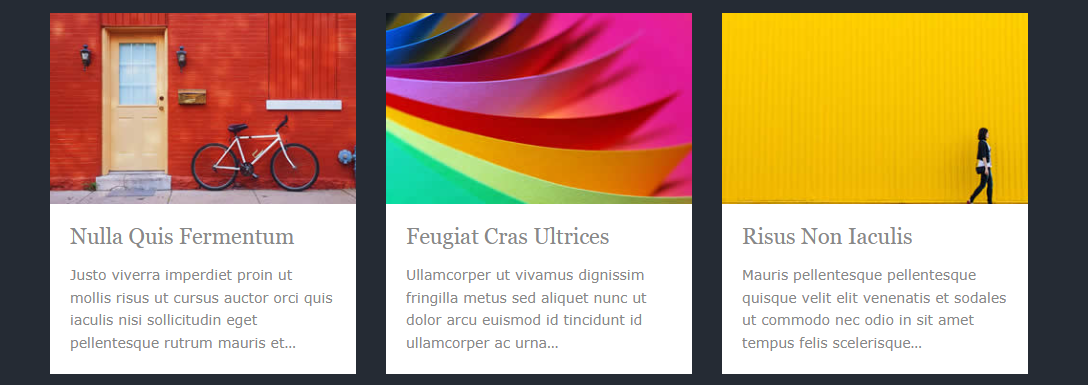 Nulla Quis Fermentum
Justo viverra imperdiet proin ut
mollis risus ut cursus auctor orci quis
iaculis nisi sollicitudin eget
pellentesque rutrum mauris et...
Feugiat Cras Ultrices
Ullamcorper ut vivamus dignissim
fringilla metus sed aliquet nunc ut
dolor arcu euismod id tincidunt id
ullamcorper ac urna...
Risus Non Iaculis
Mauris pellentesque pellentesque
quisque velit elit venenatis et sodales
ut commodo nec odio in sit amet
tempus felis scelerisque...